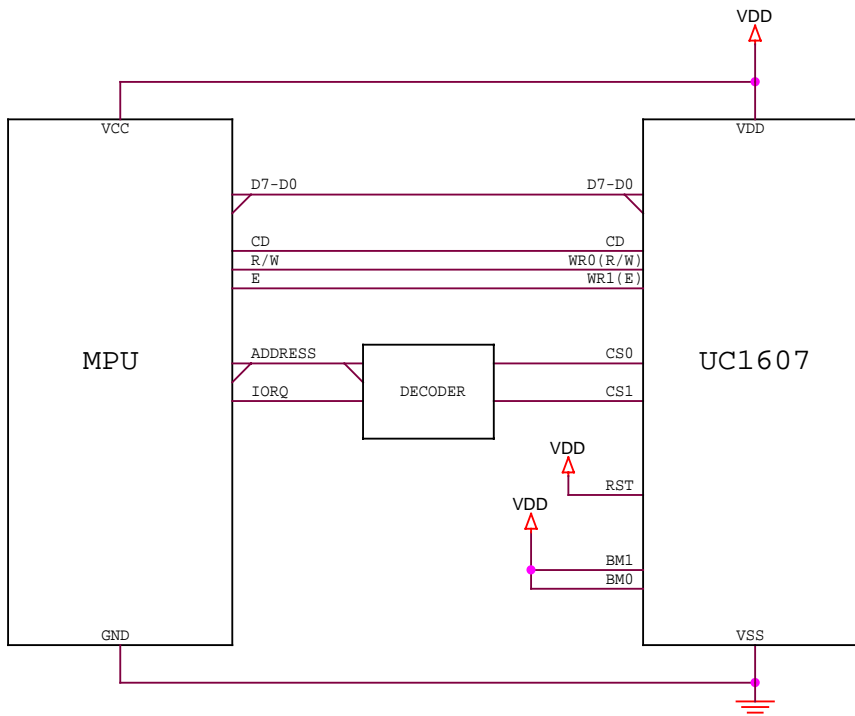 VDD
VCC VDD
D7-D0 D7-D0
CD CD
R/W WR0(R/W)
E WR1(E)
ADDRESS CS0
MPU UC1607
IORQ DECODER CS1
VDD
RST
VDD
BM1
BM0
GND VSS